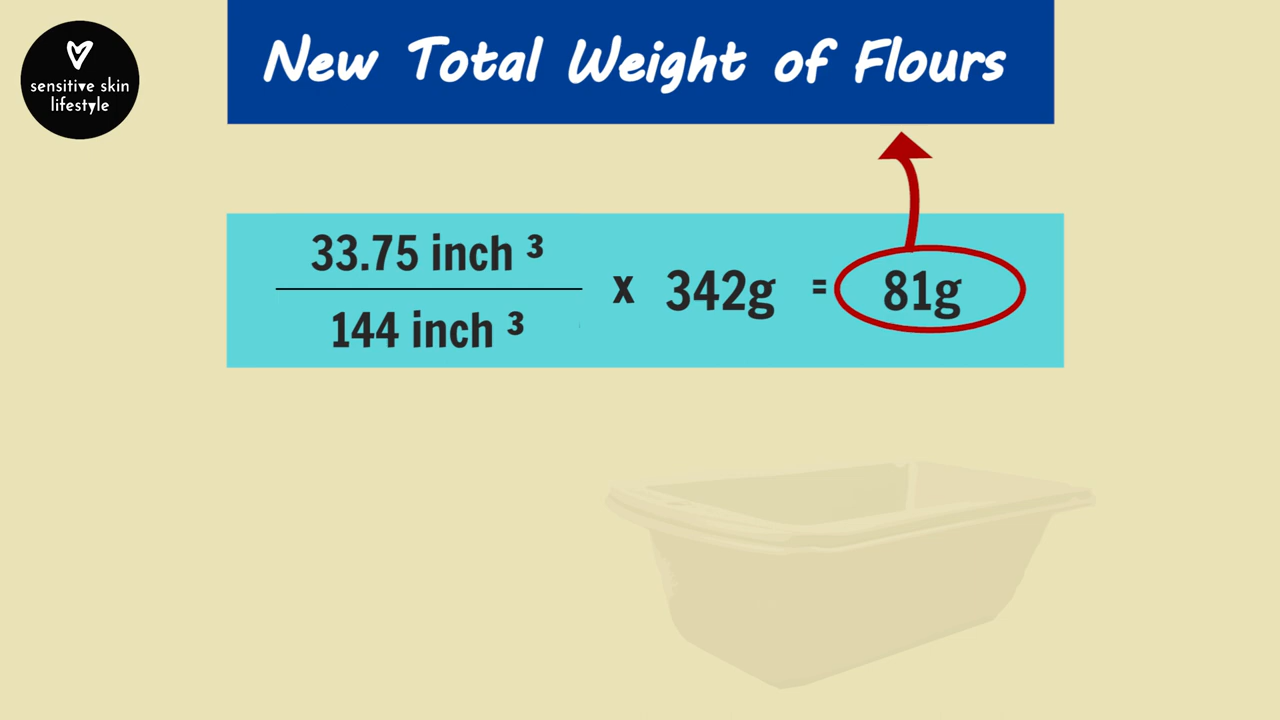 sensitive skin
lifestyle
New Total Weight of Flours
33.75 inch ³
144 inch ³
x 342g = 81g